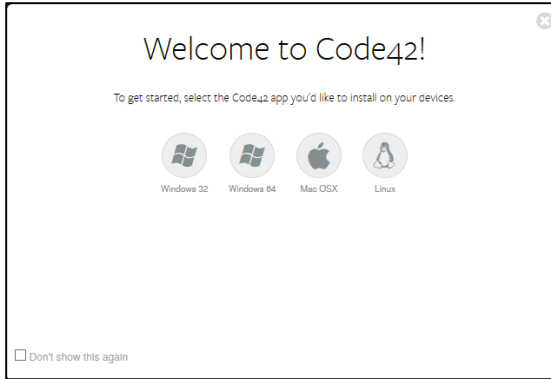 Welcome to Code42!
To get started, select the Code42 app you'd like to install on your devices.
Windows 32 Windows 64 Mac OSX Linux
Don't show this again